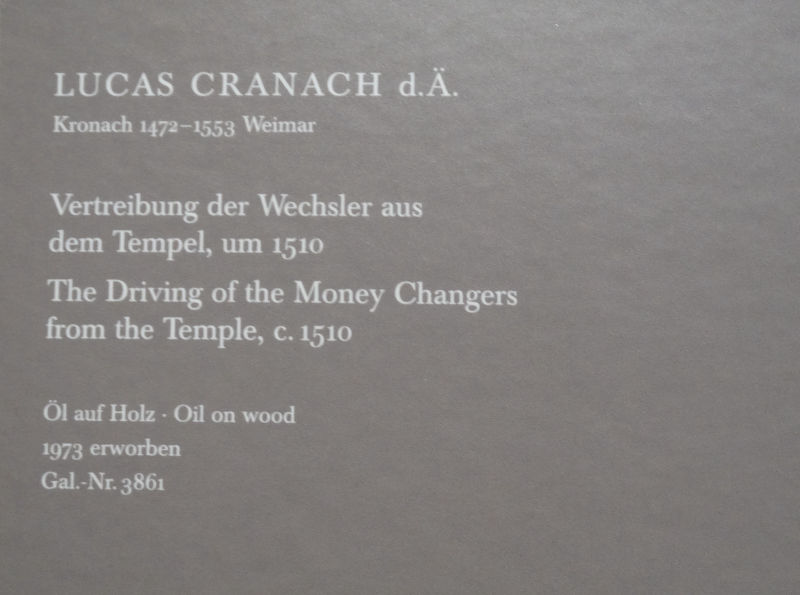 LUCAS CRANACH d.Ä.
Kronach 1472–1553 Weimar
Vertreibung der Wechsler aus
dem Tempel, um 1510
The Driving of the Money Changers
from the Temple, c. 1510
Öl auf Holz · Oil on wood
1973 erworben
Gal.-Nr. 3861